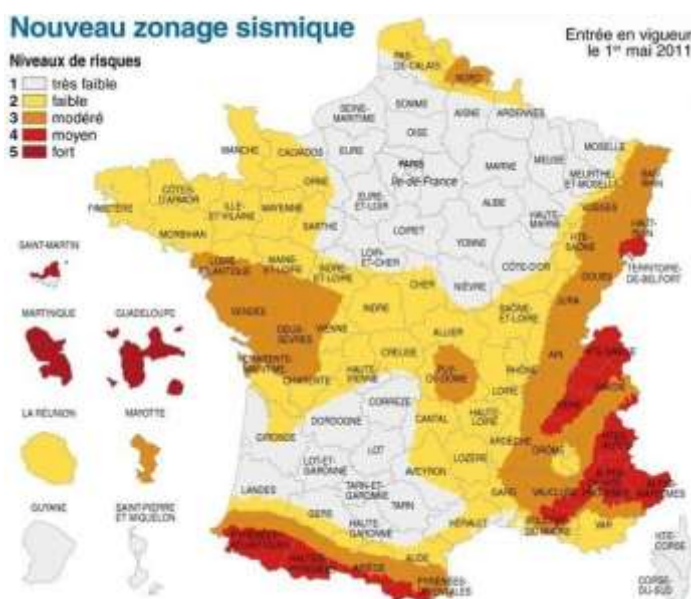 Nouveau zonage sismique
Entrée en vigueur
le 1er mai 2011
Niveaux de risques
1 très faible
2 faible
3 modéré
4 moyen
5 fort
PAS-
DE-CALAIS
NORD
SOMME
SEINE-
MARITIME
AISNE
ARDENNES
OISE
MANCHE
CALVADOS
EURE
PARIS
Île-de-France
MARNE
MEUSE
MOSELLE
MEURTHE-
ET-MOSELLE
BAS-
RHIN
ORNE
EURE-
ET-LOIR
AUBE
HAUTE-
MARNE
VOSGES
HAUT-
RHIN
FINISTÈRE
CÔTES-
D'ARMOR
ILLE-
ET-VILAINE
MAYENNE
SARTHE
MORBIHAN
LOIRET
YONNE
HTE-
SAÔNE
TERRITOIRE-
DE-BELFORT
LOIR-
ET-CHER
CÔTE-D'OR
DOUBS
LOIRE-
ATLANTIQUE
MAINE-
ET-LOIRE
INDRE-
ET-LOIRE
CHER
NIÈVRE
JURA
SAINT-MARTIN
VENDÉE
DEUX-
SÈVRES
VIENNE
INDRE
ALLIER
SAÔNE-
ET-LOIRE
AIN
MARTINIQUE
GUADELOUPE
CHARENTE
HAUTE-
VIENNE
CREUSE
PUY-
DE-DÔME
LOIRE
RHÔNE
CORRÈZE
CANTAL
HAUTE-
LOIRE
LA RÉUNION
MAYOTTE
GIRONDE
DORDOGNE
LOT
LOZÈRE
ARDÈCHE
DRÔME
LOT-ET-
GARONNE
AVEYRON
TARN-ET-
GARONNE
LANDES
GERS
TARN
GARD
VAUCLUSE
GUYANE
SAINT-PIERRE
ET MIQUELON
HAUTE-
GARONNE
HÉRAULT
VAR
AUDE
ARIÈGE
PYRÉNÉES-
HTE-
CORSE
CORSE-
DU-SUD